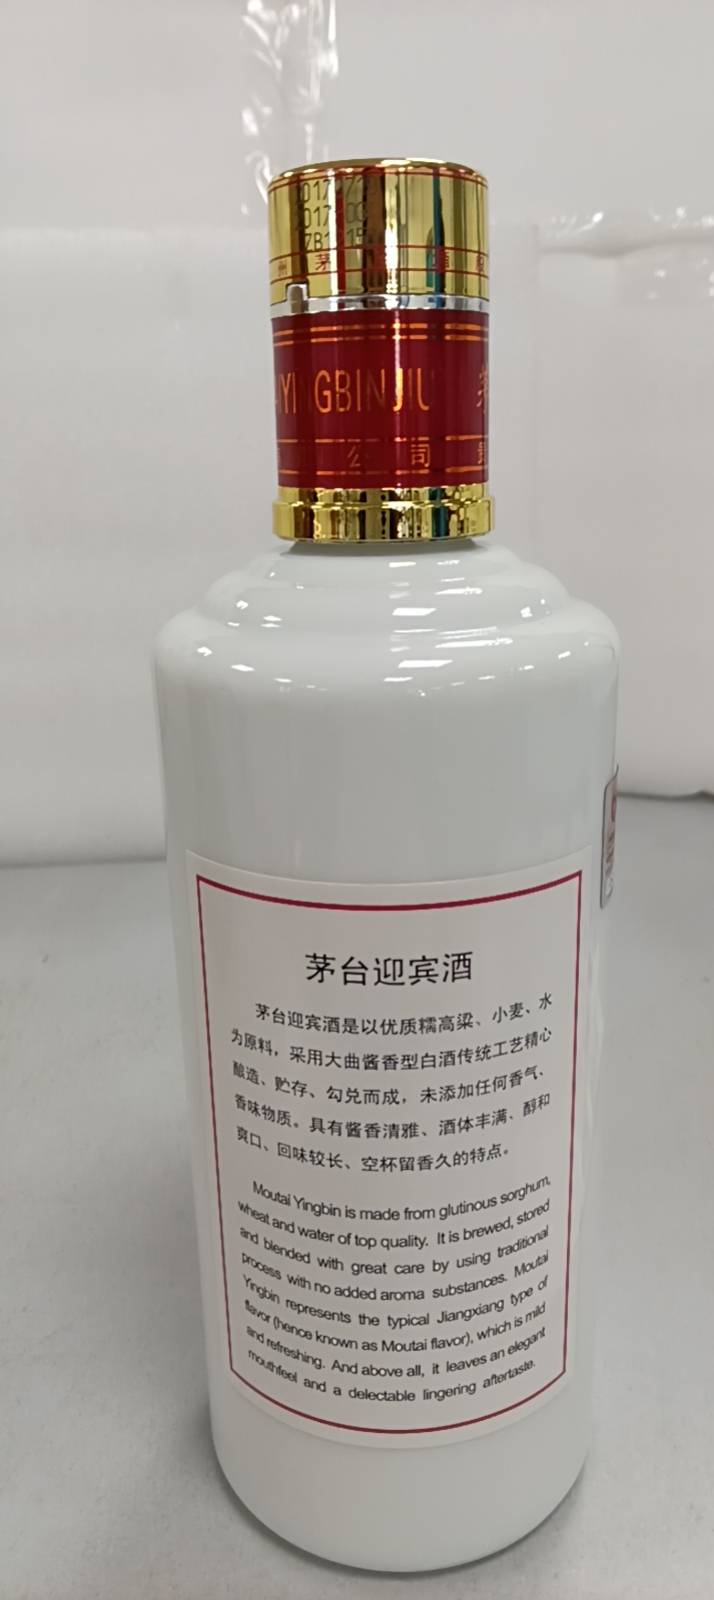 YINGBINJIU 茅
公司 贵
茅台迎宾酒
茅台迎宾酒是以优质糯高粱、小麦、水
为原料，采用大曲酱香型白酒传统工艺精心
酿造、贮存、勾兑而成，未添加任何香气、
香味物质。具有酱香清雅、酒体丰满、醇和
爽口、回味较长、空杯留香久的特点。
Moutai Yingbin is made from glutinous sorghum,
wheat and water of top quality. It is brewed, stored
and blended with great care by using traditional
process with no added aroma substances. Moutai
Yingbin represents the typical Jiangxiang type of
flavor (hence known as Moutai flavor), which is mild
and refreshing. And above all, it leaves an elegant
mouthfeel and a delectable lingering aftertaste.